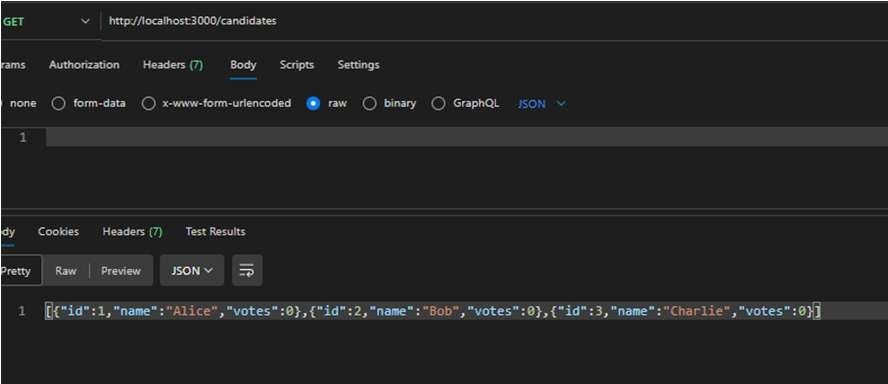 GET http://localhost:3000/candidates
rams Authorization Headers (7) Body Scripts Settings
none form-data x-www-form-urlencoded raw binary GraphQL JSON
1
dy Cookies Headers (7) Test Results
Pretty Raw Preview JSON
1 [{"id":1,"name":"Alice","votes":0},{"id":2,"name":"Bob","votes":0},{"id":3,"name":"Charlie","votes":0}]